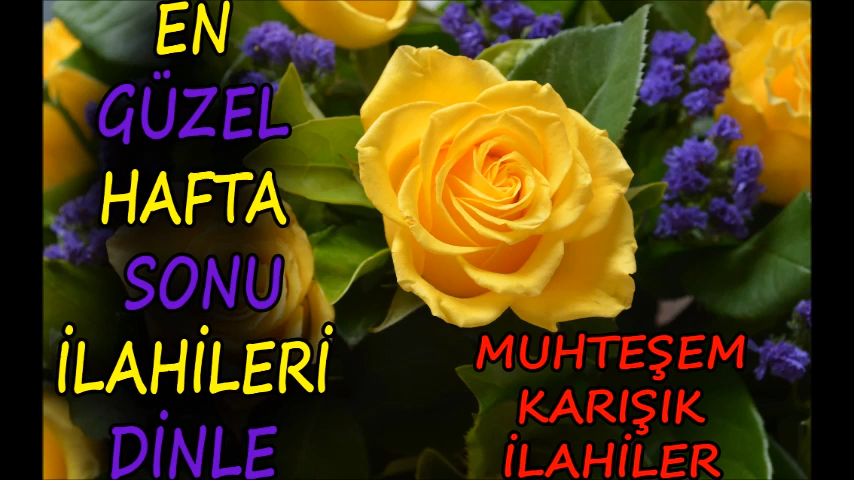 EN
GÜZEL
HAFTA
SONU
İLAHİLERİ
DİNLE
MUHTEŞEM
KARIŞIK
İLAHİLER